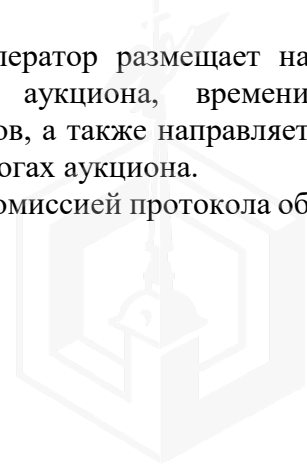 ператор размещает на
аукциона, времени
ов, а также направляет
огах аукциона.
омиссией протокола об